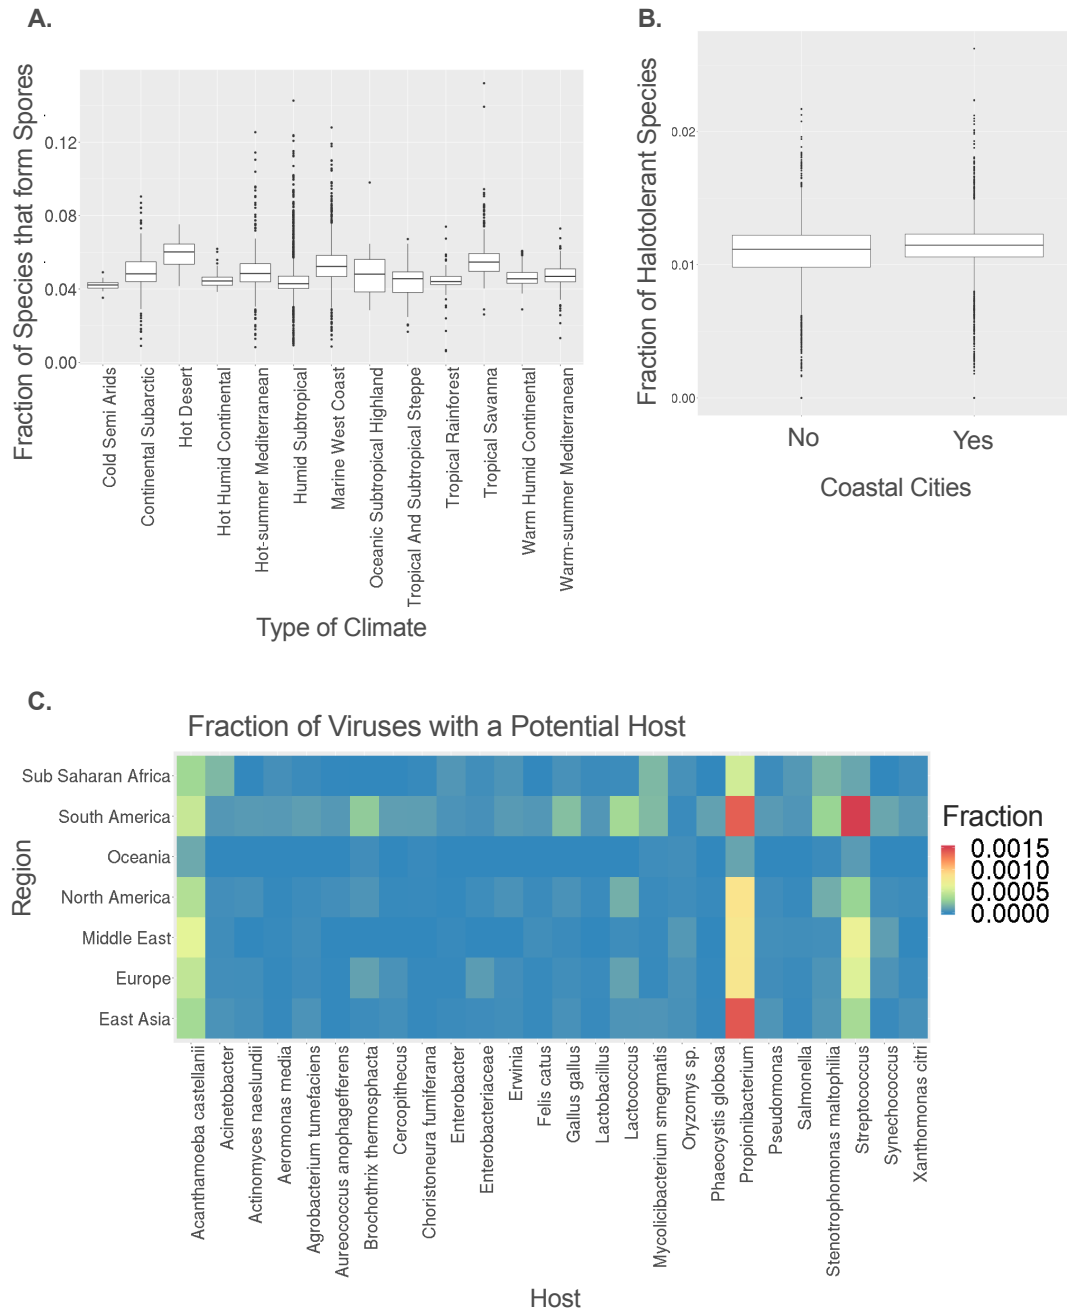 A.
Fraction of Species that form Spores
0.12
0.08
0.04
0.00
Cold Semi Arids
Continental Subarctic
Hot Desert
Hot Humid Continental
Hot-summer Mediterranean
Humid Subtropical
Marine West Coast
Oceanic Subtropical Highland
Tropical And Subtropical Steppe
Tropical Rainforest
Tropical Savanna
Warm Humid Continental
Warm-summer Mediterranean
Type of Climate
B.
Fraction of Halotolerant Species
0.02
0.01
0.00
No
Yes
Coastal Cities
C.
Fraction of Viruses with a Potential Host
Region
Sub Saharan Africa
South America
Oceania
North America
Middle East
Europe
East Asia
Fraction
0.0015
0.0010
0.0005
0.0000
Acanthamoeba castellanii
Acinetobacter
Actinomyces naeslundii
Aeromonas media
Agrobacterium tumefaciens
Aureococcus anophagefferens
Brochothrix thermosphacta
Cercopithecus
Choristoneura fumiferana
Enterobacter
Enterobacteriaceae
Erwinia
Felis catus
Gallus gallus
Lactobacillus
Lactococcus
Mycolicibacterium smegmatis
Oryzomys sp.
Phaeocystis globosa
Propionibacterium
Pseudomonas
Salmonella
Stenotrophomonas maltophilia
Streptococcus
Synechococcus
Xanthomonas citri
Host